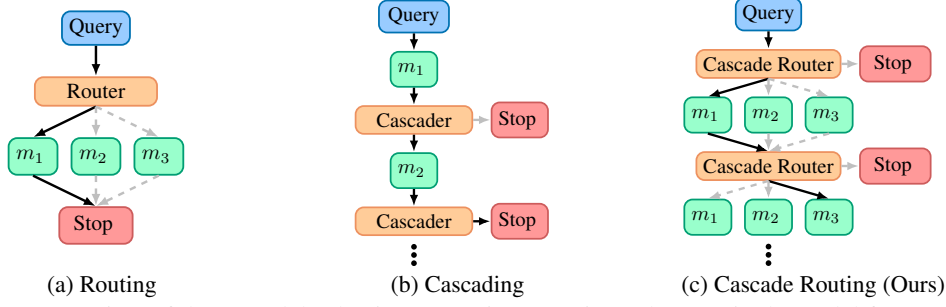 Query
Router
m₁ m₂ m₃
Stop
(a) Routing
Query
m₁
Cascader
Stop
m₂
Cascader
Stop
(b) Cascading
Query
Cascade Router
Stop
m₁ m₂ m₃
Cascade Router
Stop
m₁ m₂ m₃
(c) Cascade Routing (Ours)